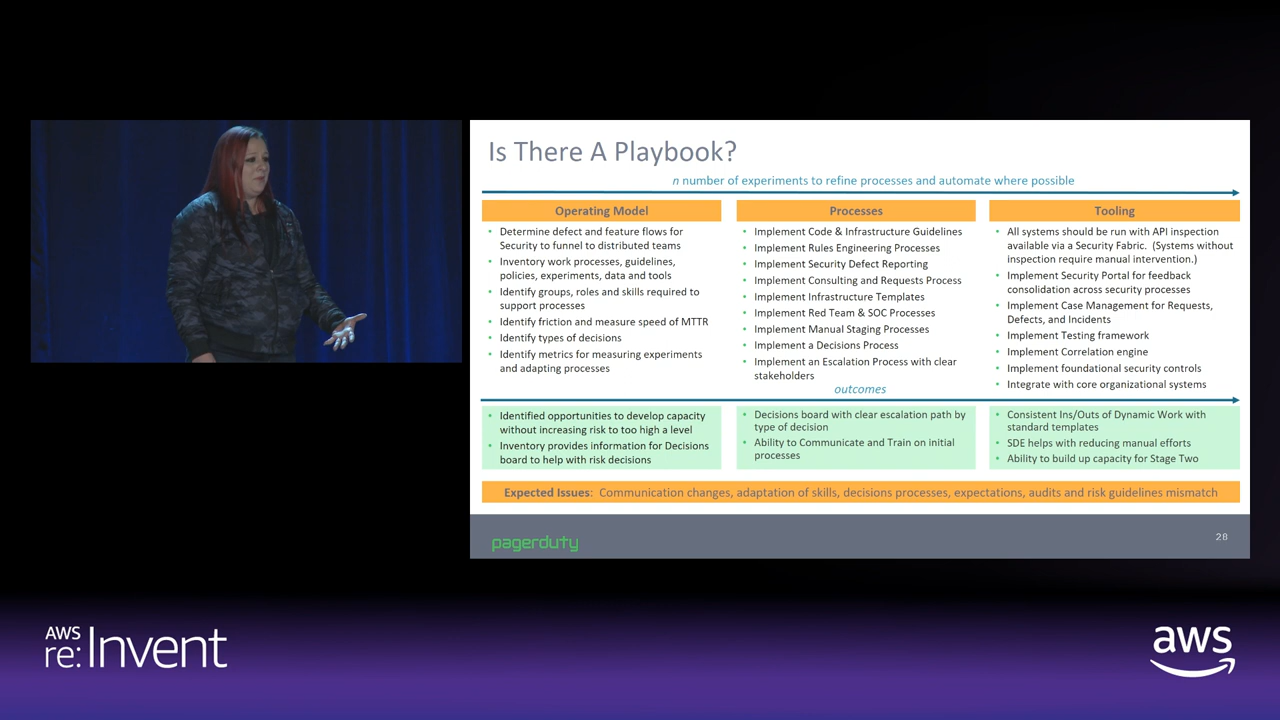 Is There A Playbook?
n number of experiments to refine processes and automate where possible
Operating Model
• Determine defect and feature flows for
Security to funnel to distributed teams
• Inventory work processes, guidelines,
policies, experiments, data and tools
• Identify groups, roles and skills required to
support processes
• Identify friction and measure speed of MTTR
• Identify types of decisions
• Identify metrics for measuring experiments
and adapting processes
Processes
• Implement Code & Infrastructure Guidelines
• Implement Rules Engineering Processes
• Implement Security Defect Reporting
• Implement Consulting and Requests Process
• Implement Infrastructure Templates
• Implement Red Team & SOC Processes
• Implement Manual Staging Processes
• Implement a Decisions Process
• Implement an Escalation Process with clear
stakeholders
Tooling
• All systems should be run with API inspection
available via a Security Fabric. (Systems without
inspection require manual intervention.)
• Implement Security Portal for feedback
consolidation across security processes
• Implement Case Management for Requests,
Defects, and Incidents
• Implement Testing framework
• Implement Correlation engine
• Implement foundational security controls
• Integrate with core organizational systems
outcomes
• Identified opportunities to develop capacity
without increasing risk to too high a level
• Inventory provides information for Decisions
board to help with risk decisions
• Decisions board with clear escalation path by
type of decision
• Ability to Communicate and Train on initial
processes
• Consistent Ins/Outs of Dynamic Work with
standard templates
• SDE helps with reducing manual efforts
• Ability to build up capacity for Stage Two
Expected Issues: Communication changes, adaptation of skills, decisions processes, expectations, audits and risk guidelines mismatch
pagerduty
28
AWS
re:Invent
aws